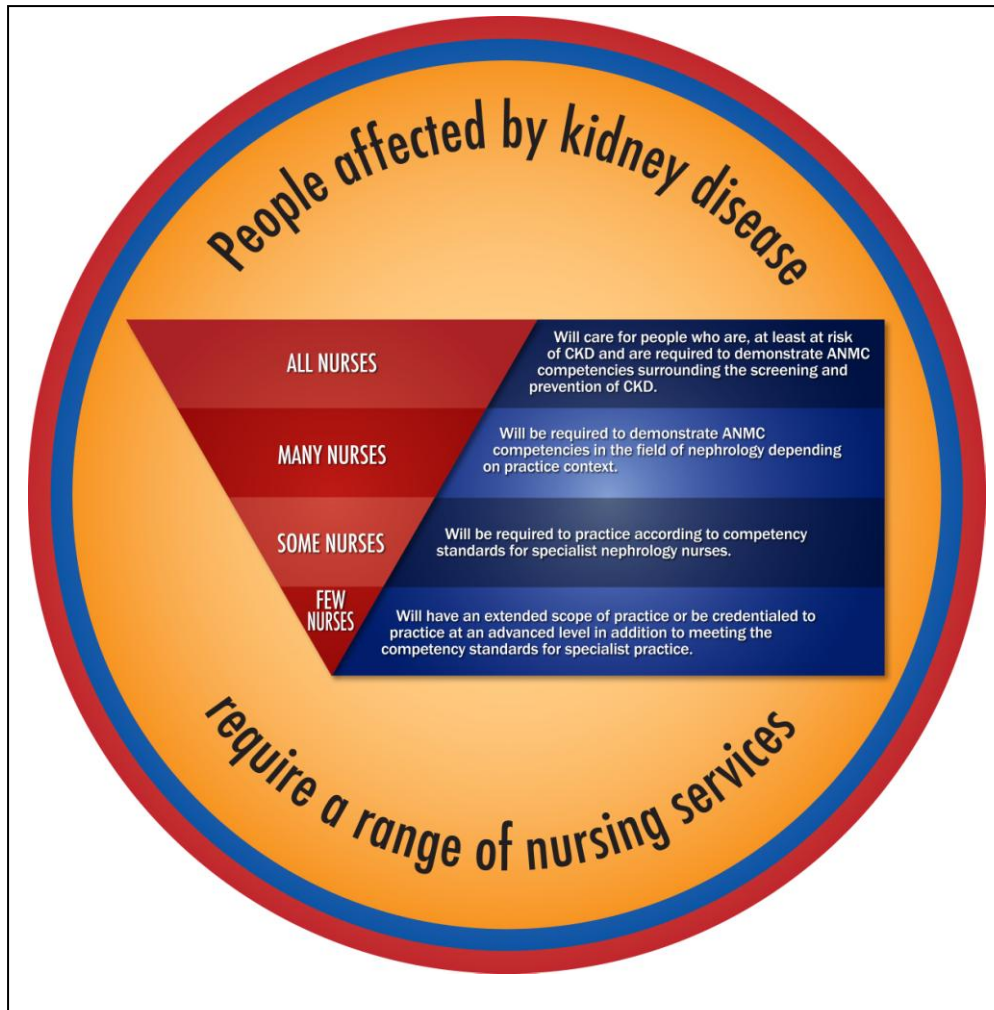 People affected by kidney disease
ALL NURSES
Will care for people who are, at least at risk
of CKD and are required to demonstrate ANMC
competencies surrounding the screening and
prevention of CKD.
MANY NURSES
Will be required to demonstrate ANMC
competencies in the field of nephrology depending
on practice context.
SOME NURSES
Will be required to practice according to competency
standards for specialist nephrology nurses.
FEW
NURSES
Will have an extended scope of practice or be credentialed to
practice at an advanced level in addition to meeting the
competency standards for specialist practice.
require a range of nursing services